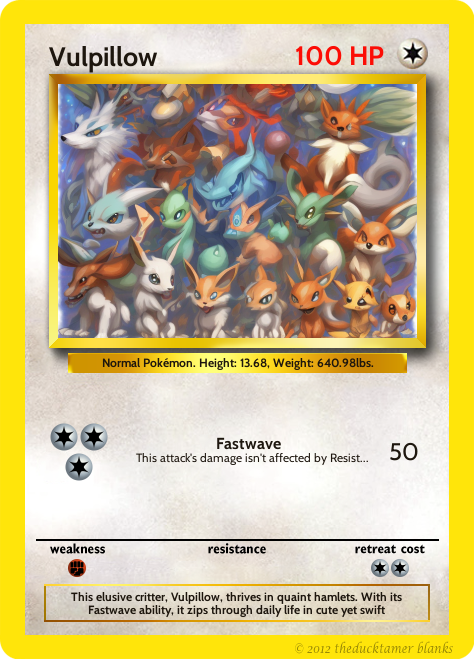 Vulpillow 100 HP
Normal Pokémon. Height: 13.68, Weight: 640.98lbs.
Fastwave
This attack's damage isn't affected by Resist... 50
weakness resistance retreat cost
This elusive critter, Vulpillow, thrives in quaint hamlets. With its
Fastwave ability, it zips through daily life in cute yet swift
© 2012 theducktamer blanks